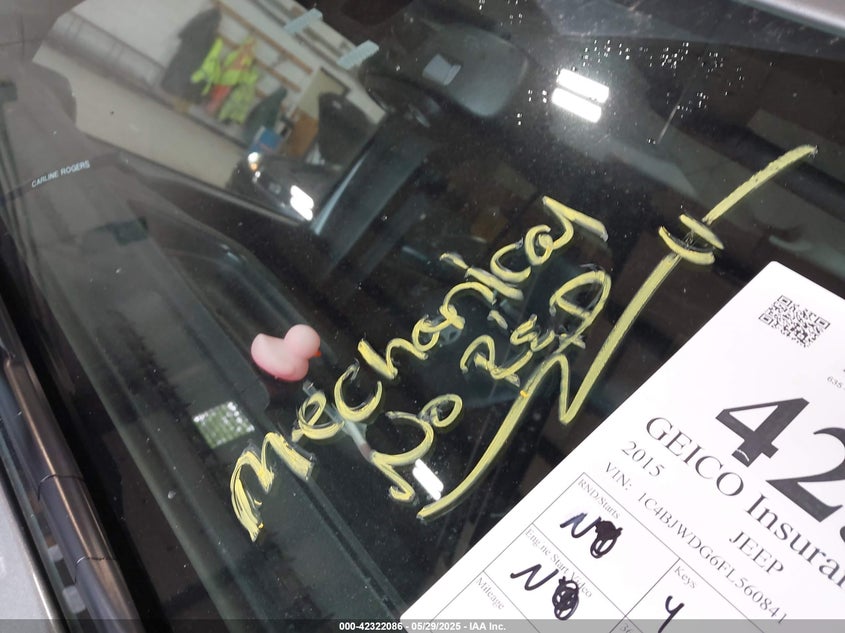 CARLINE ROGERS
Mechanical
No
GEICO Insuran
2015 JEEP
VIN: 1C4BJWDG6FL560841
RND/Starts
NO
Engine Start Video
NO
Keys
Y
Mileage
000-42322086 - 05/29/2025 - IAA Inc.